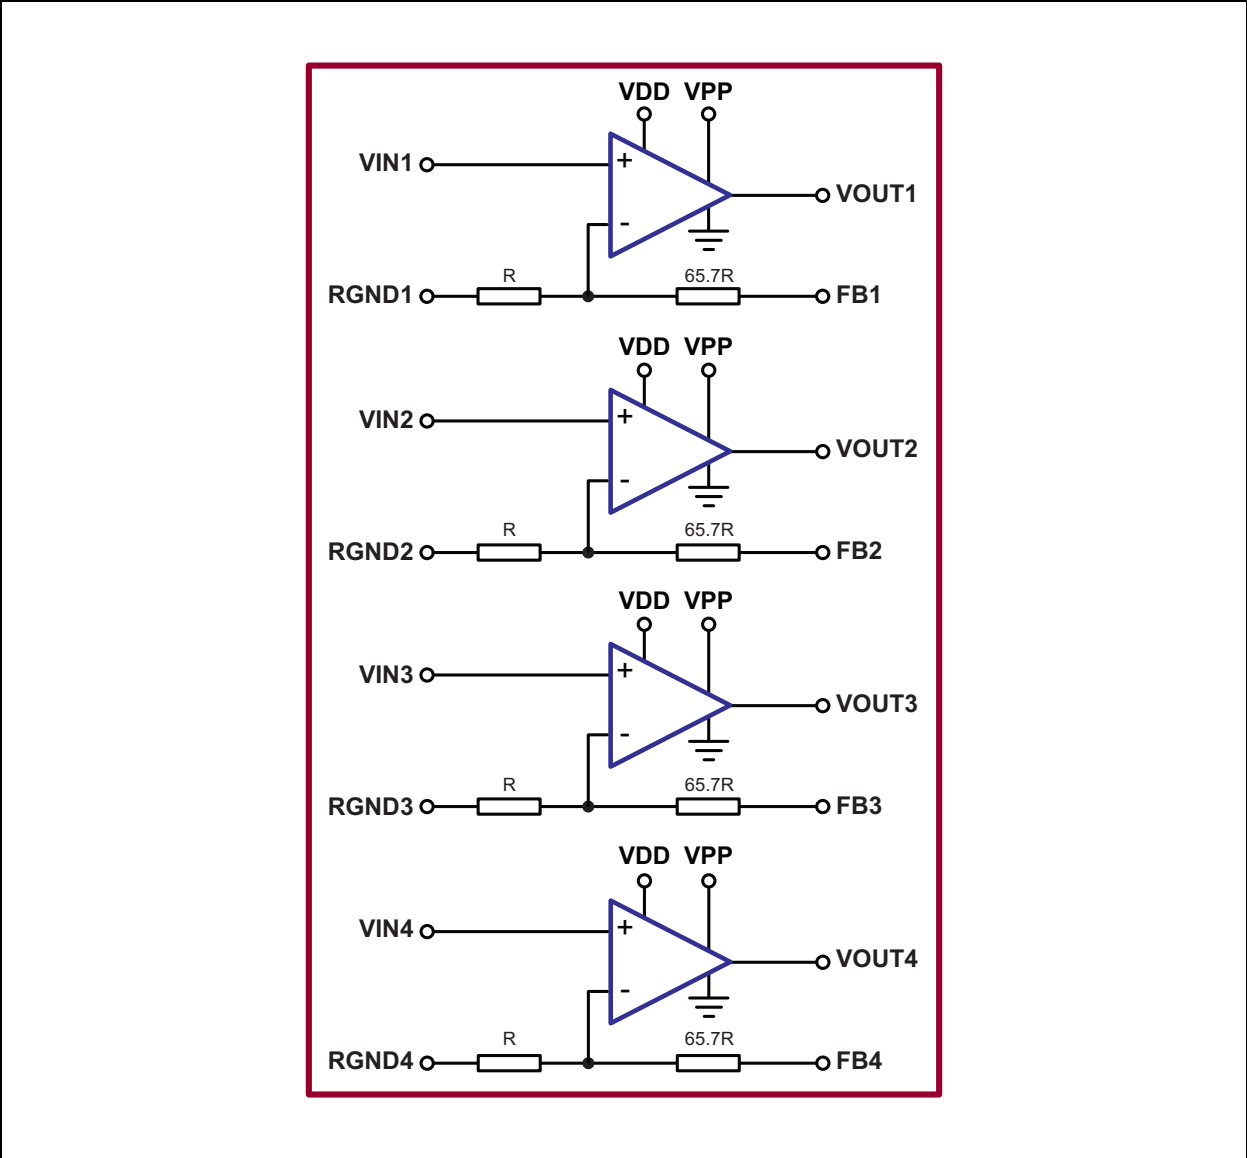 VDD VPP
VIN1
+
VOUT1
-
R 65.7R
RGND1 FB1
VDD VPP
VIN2
+
VOUT2
-
R 65.7R
RGND2 FB2
VDD VPP
VIN3
+
VOUT3
-
R 65.7R
RGND3 FB3
VDD VPP
VIN4
+
VOUT4
-
R 65.7R
RGND4 FB4